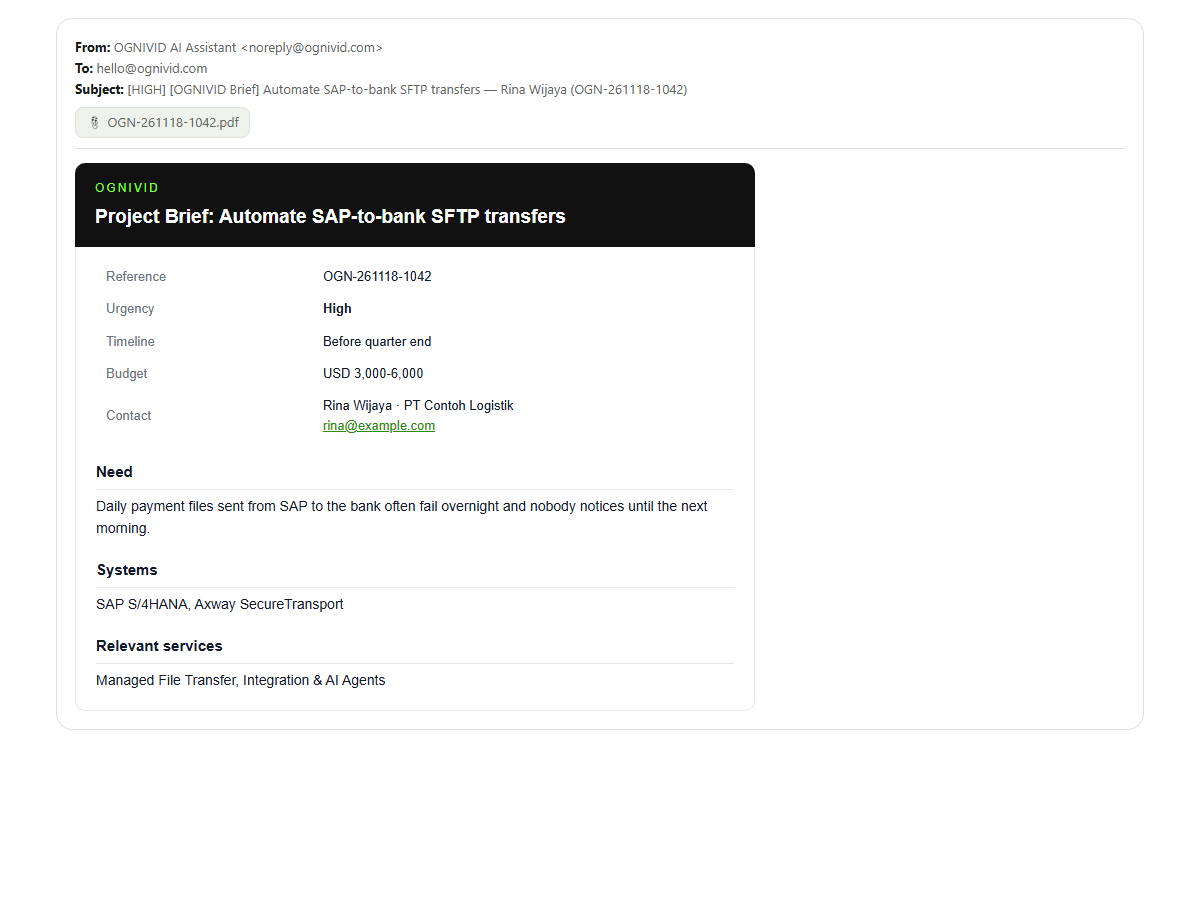 From: OGNIVID AI Assistant <noreply@ognivid.com>
To: hello@ognivid.com
Subject: [HIGH] [OGNIVID Brief] Automate SAP-to-bank SFTP transfers — Rina Wijaya (OGN-261118-1042)
OGN-261118-1042.pdf
OGNIVID
Project Brief: Automate SAP-to-bank SFTP transfers
Reference OGN-261118-1042
Urgency High
Timeline Before quarter end
Budget USD 3,000-6,000
Contact Rina Wijaya · PT Contoh Logistik
rina@example.com
Need
Daily payment files sent from SAP to the bank often fail overnight and nobody notices until the next
morning.
Systems
SAP S/4HANA, Axway SecureTransport
Relevant services
Managed File Transfer, Integration & AI Agents